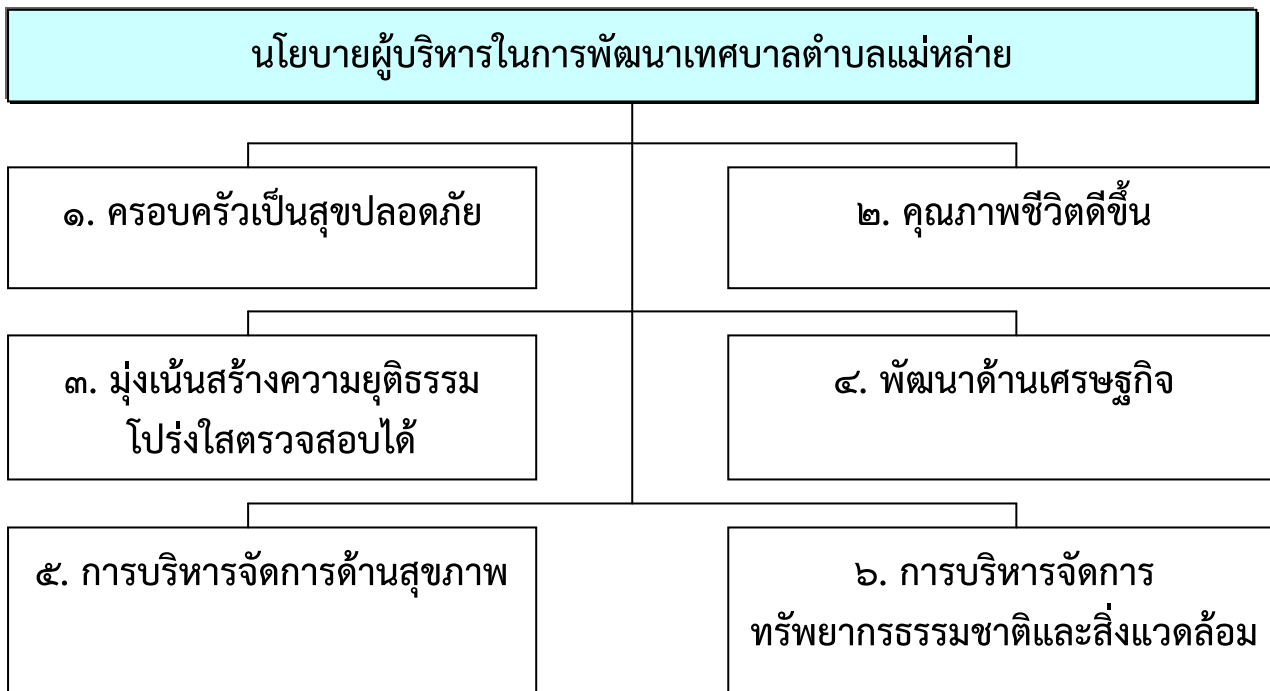 นโยบายผู้บริหารในการพัฒนาเทศบาลตำบลแม่หล่าย
๑. ครอบครัวเป็นสุขปลอดภัย
๒. คุณภาพชีวิตดีขึ้น
๓. มุ่งเน้นสร้างความยุติธรรม
โปร่งใสตรวจสอบได้
๔. พัฒนาด้านเศรษฐกิจ
๕. การบริหารจัดการด้านสุขภาพ
๖. การบริหารจัดการ
ทรัพยากรธรรมชาติและสิ่งแวดล้อม